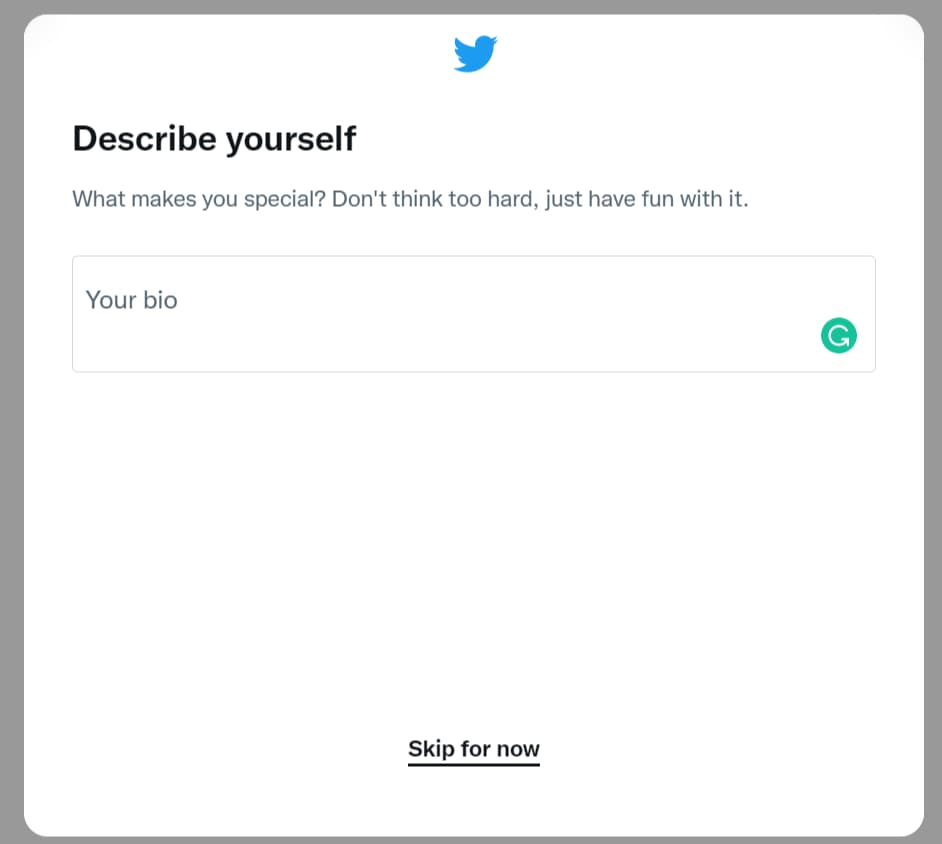 Describe yourself
What makes you special? Don't think too hard, just have fun with it.
Your bio
Skip for now